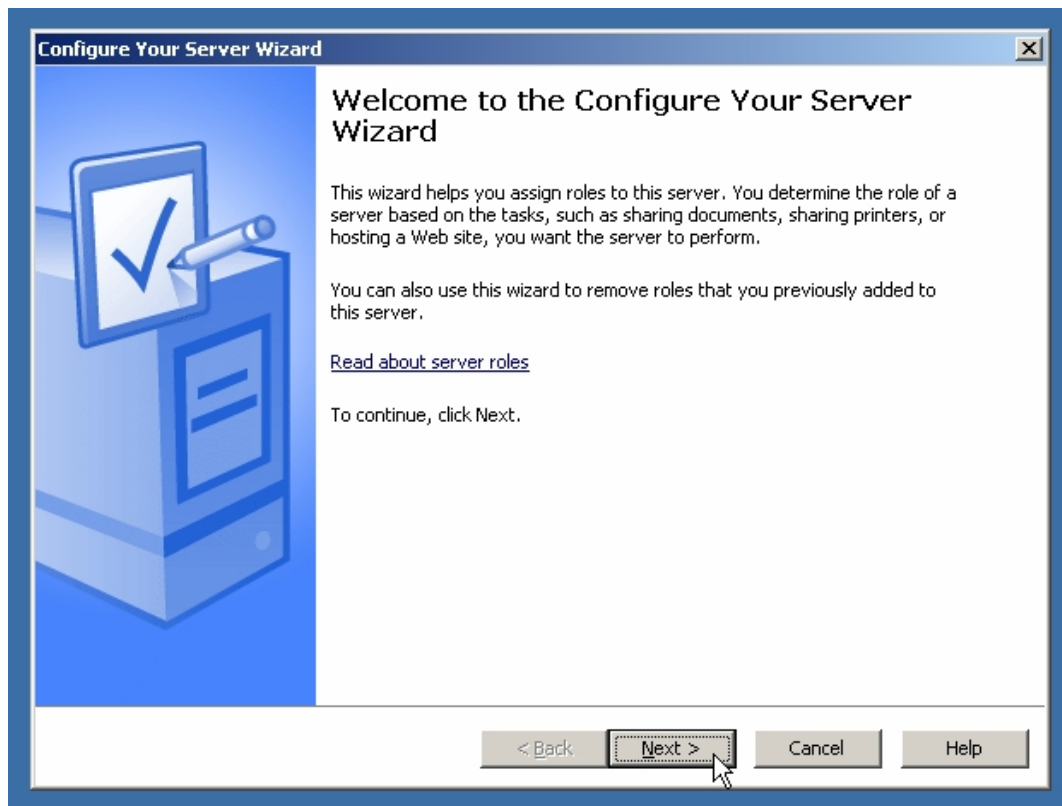 Configure Your Server Wizard
Welcome to the Configure Your Server
Wizard
This wizard helps you assign roles to this server. You determine the role of a
server based on the tasks, such as sharing documents, sharing printers, or
hosting a Web site, you want the server to perform.
You can also use this wizard to remove roles that you previously added to
this server.
Read about server roles
To continue, click Next.
< Back Next > Cancel Help